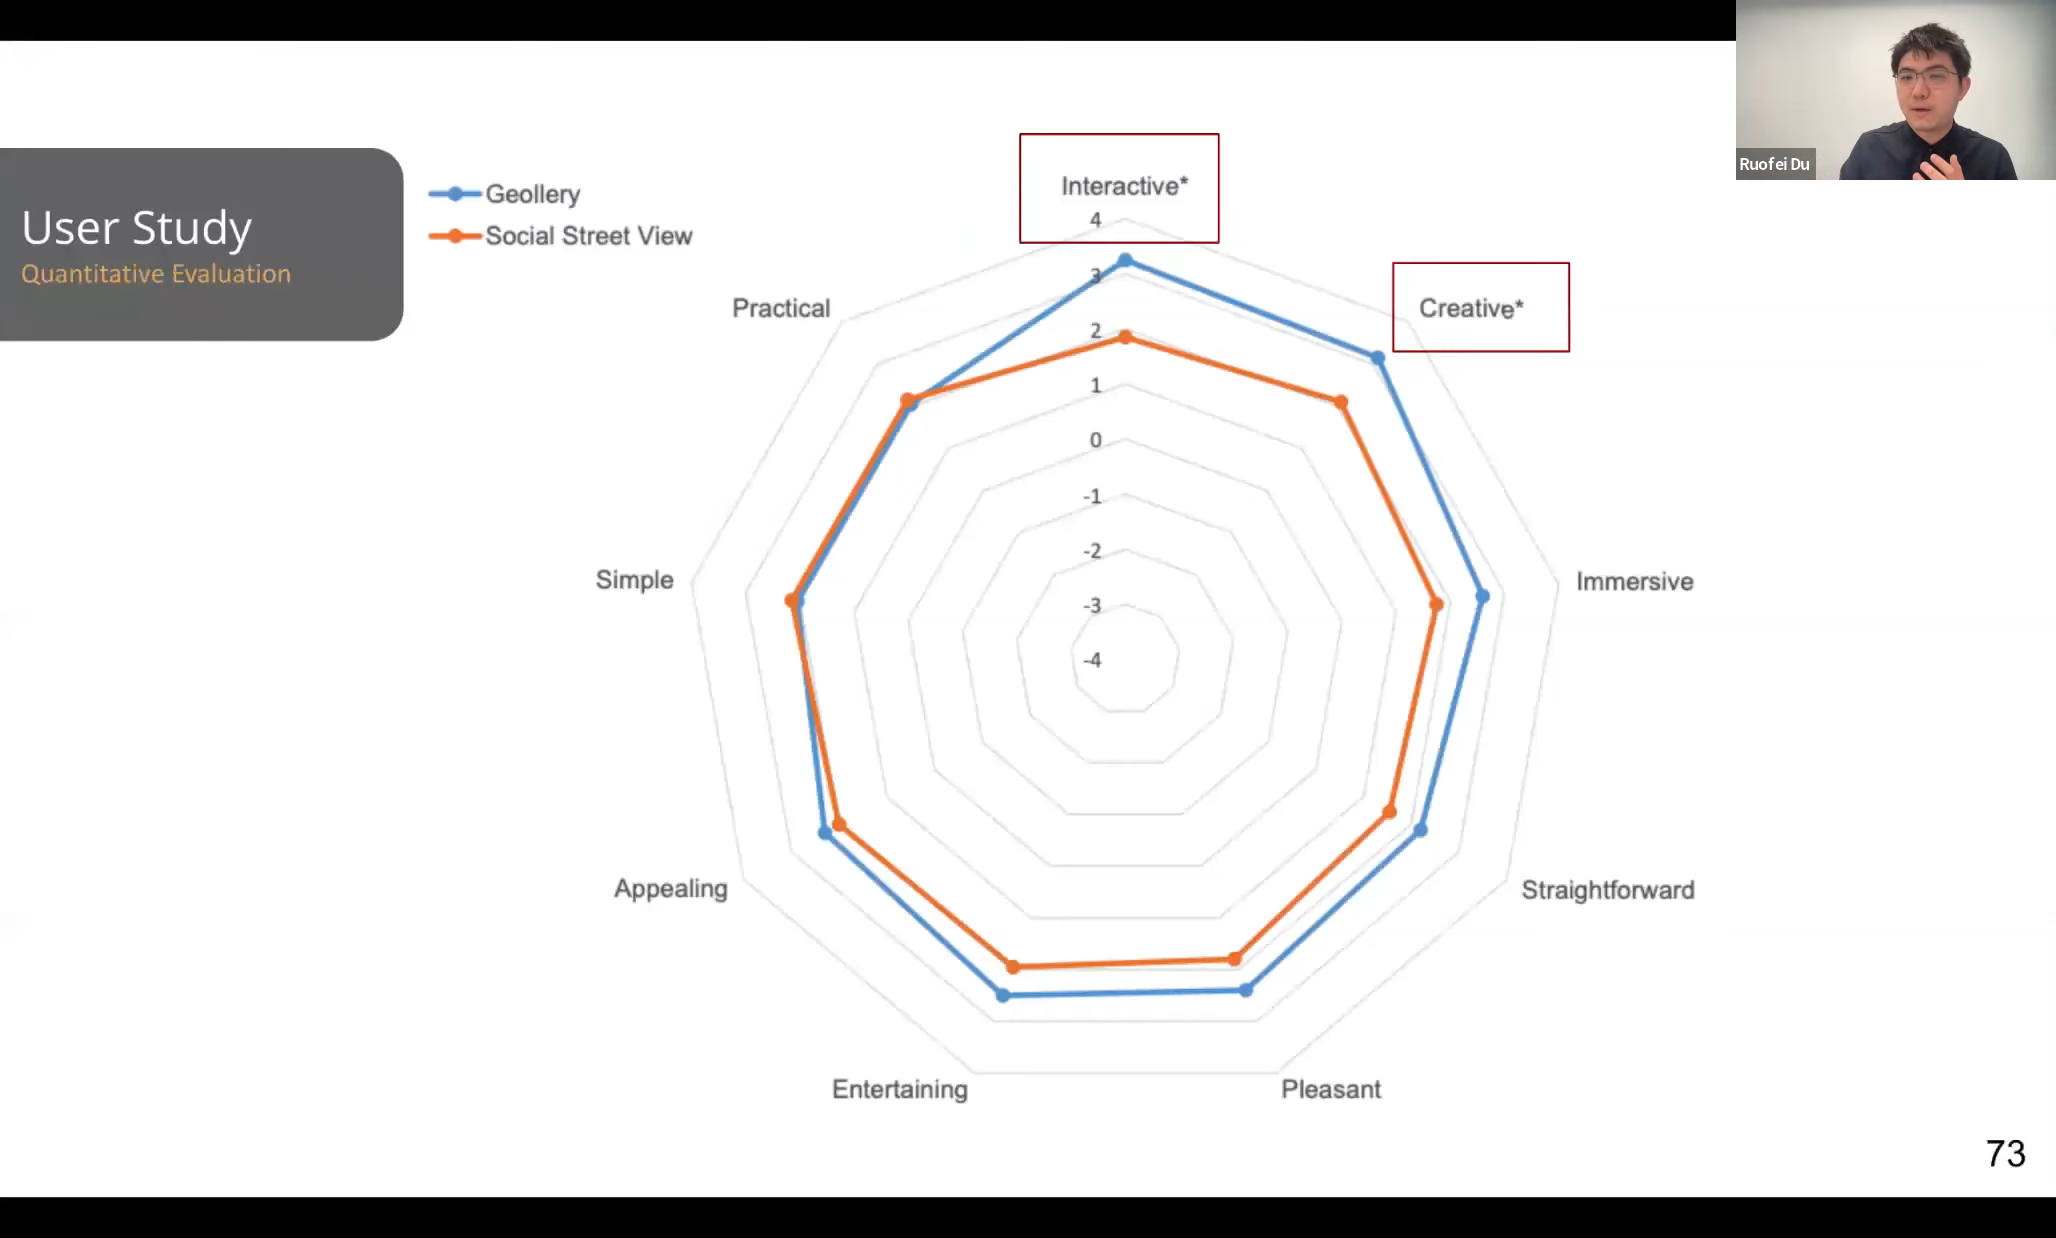 Ruofei Du
User Study
Quantitative Evaluation
Geollery
Social Street View
Interactive*
Creative*
Immersive
Straightforward
Pleasant
Entertaining
Appealing
Simple
Practical
4
3
2
1
0
-1
-2
-3
-4
73